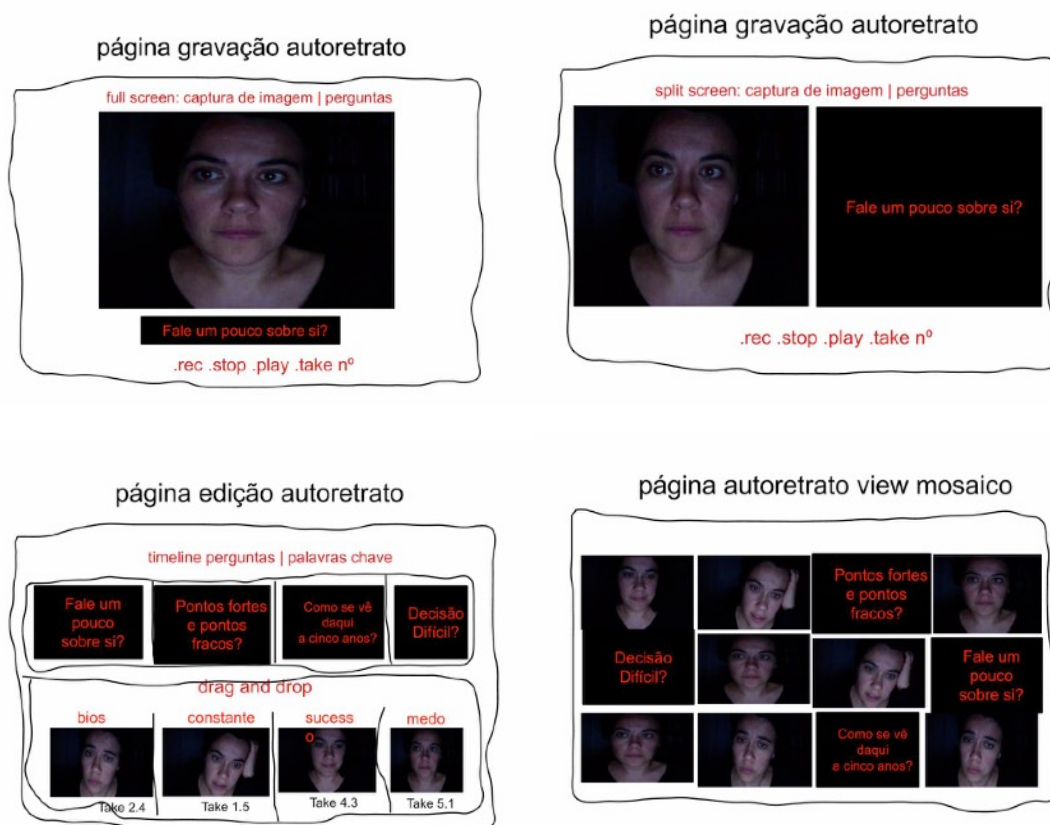 página gravação autoretrato
full screen: captura de imagem | perguntas
Fale um pouco sobre si?
.rec .stop .play .take nº
página gravação autoretrato
split screen: captura de imagem | perguntas
Fale um pouco sobre si?
.rec .stop .play .take nº
página edição autoretrato
timeline perguntas | palavras chave
Fale um
pouco
sobre si?
Pontos fortes
e pontos
fracos?
Como se vê
daqui
a cinco anos?
Decisão
Difícil?
drag and drop
bios
constante
sucess
o
medo
Take 2.4
Take 1.5
Take 4.3
Take 5.1
página autoretrato view mosaico
Pontos fortes
e pontos
fracos?
Decisão
Difícil?
Fale um
pouco
sobre si?
Como se vê
daqui
a cinco anos?